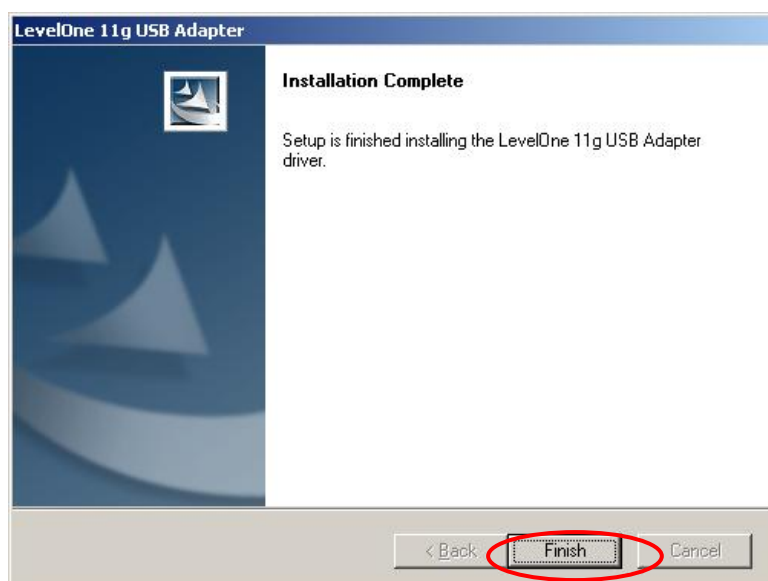 LevelOne 11g USB Adapter
Installation Complete
Setup is finished installing the LevelOne 11g USB Adapter
driver.
< Back Finish Cancel